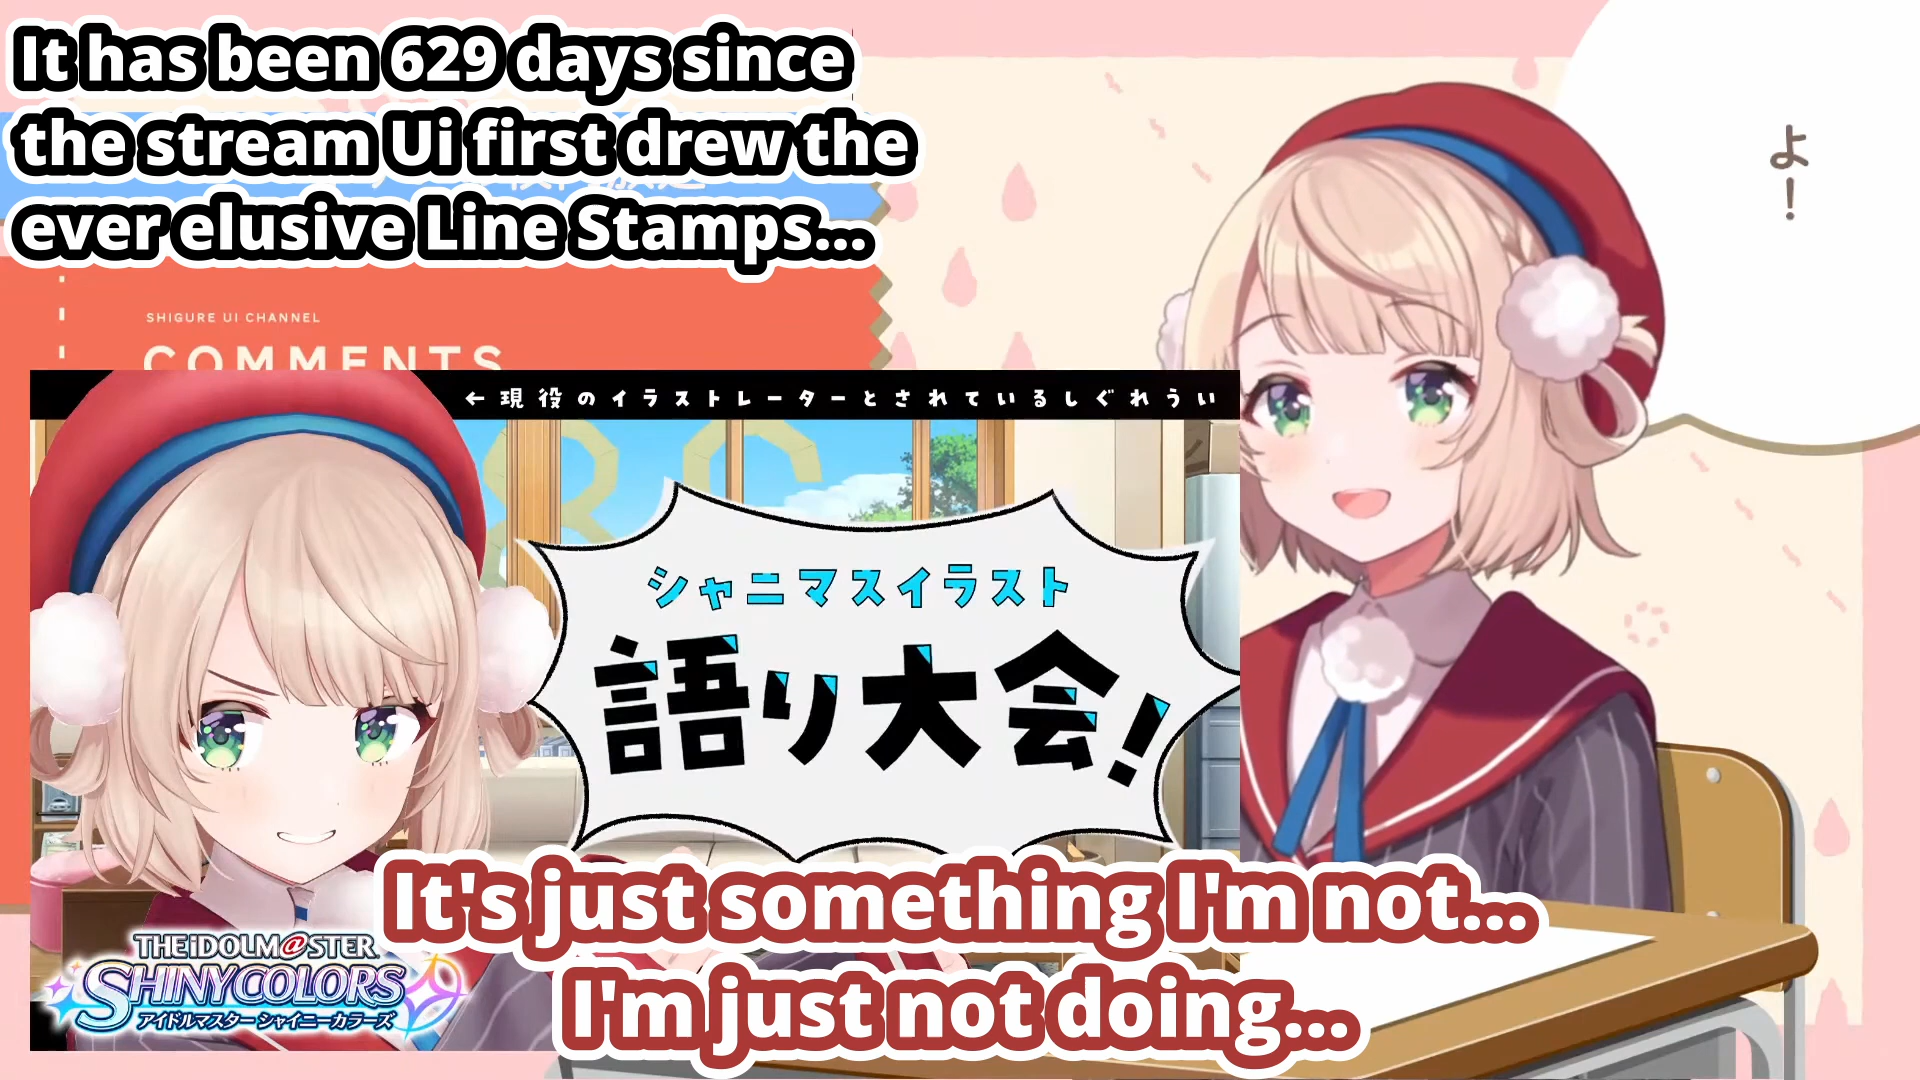 It has been 629 days since
the stream Ui first drew the
ever elusive Line Stamps...
よ!
SHIGURE UI CHANNEL
COMMENTS
←現役のイラストレーターとされているしぐれうい
シャニマスイラスト
語り大会!
It's just something I'm not...
I'm just not doing...
THE iDOLM@STER
SHINY COLORS
アイドルマスター シャイニーカラーズ